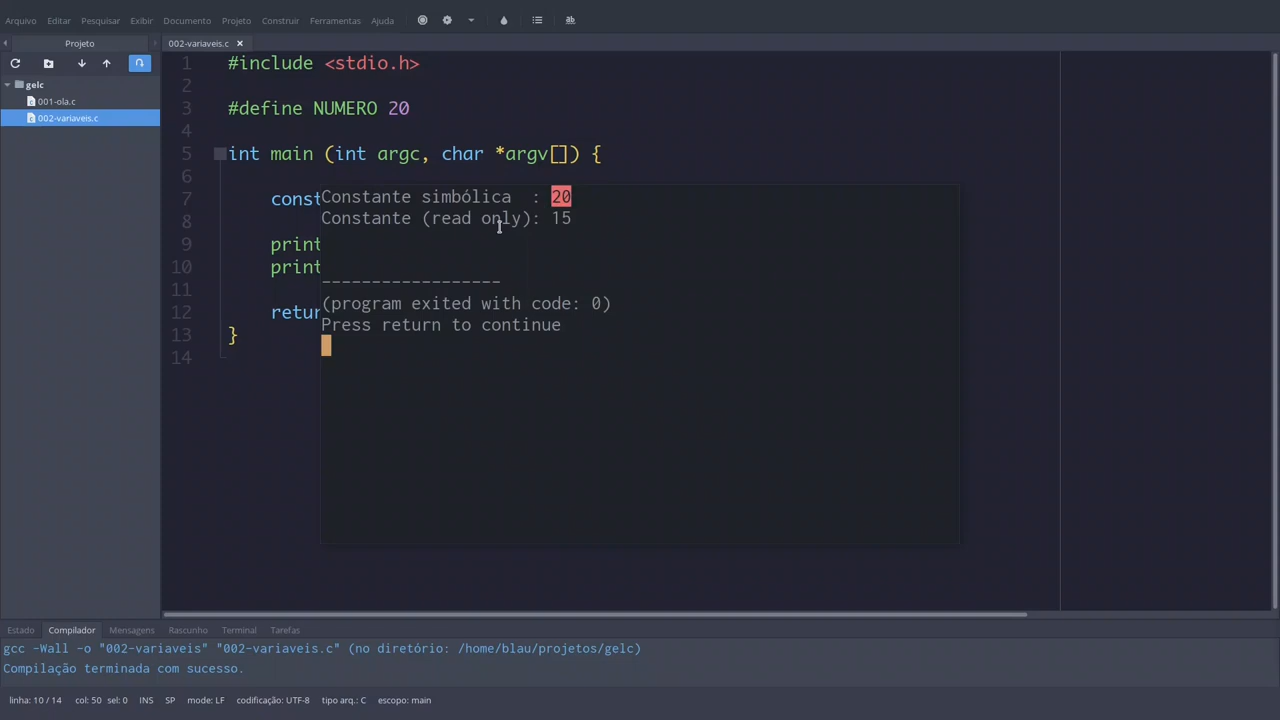 Arquivo Editar Pesquisar Exibir Documento Projeto Construir Ferramentas Ajuda
Projeto
002-variaveis.c ×
gelc
001-ola.c
002-variaveis.c
1 #include <stdio.h>
2
3 #define NUMERO 20
4
5 int main (int argc, char *argv[]) {
6
7 const
8
9 print
10 print
11
12 retur
13 }
14
Constante simbólica : 20
Constante (read only): 15
------------------
(program exited with code: 0)
Press return to continue
Estado Compilador Mensagens Rascunho Terminal Tarefas
gcc -Wall -o "002-variaveis" "002-variaveis.c" (no diretório: /home/blau/projetos/gelc)
Compilação terminada com sucesso.
linha: 10 / 14 col: 50 sel: 0 INS SP mode: LF codificação: UTF-8 tipo arq.: C escopo: main